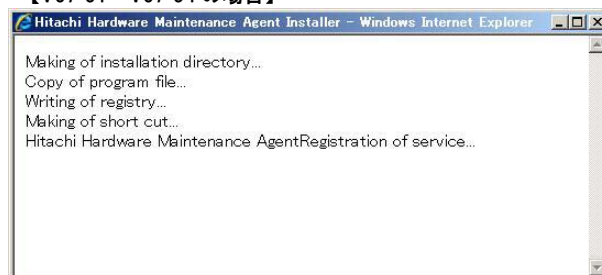 Hitachi Hardware Maintenance Agent Installer - Windows Internet Explorer
Making of installation directory...
Copy of program file...
Writing of registry...
Making of short cut...
Hitachi Hardware Maintenance AgentRegistration of service...